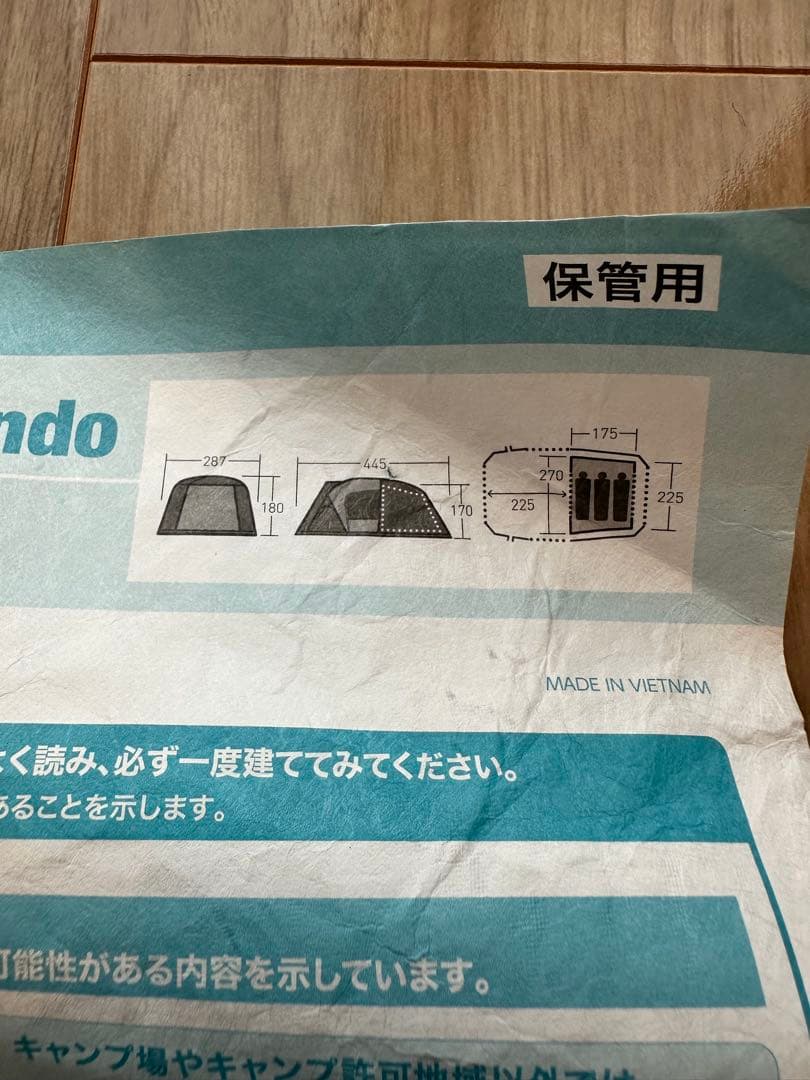 保管用
ndo
287
180
445
170
175
270
225
225
MADE IN VIETNAM
く読み、必ず一度建ててみてください。
あることを示します。
可能性がある内容を示しています。
キャンプ場やキャンプ許可地域以外では